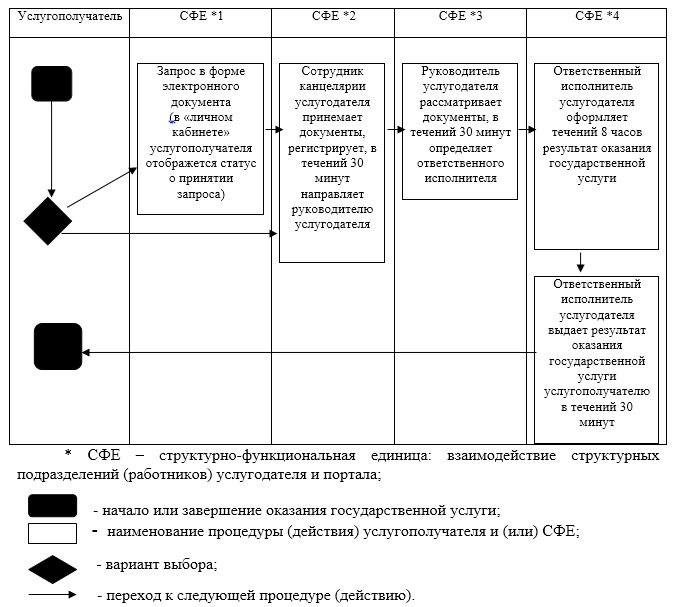 Услугополучатель
СФЕ *1
СФЕ *2
СФЕ *3
СФЕ *4
Запрос в форме
электронного
документа
(в «личном
кабинете»
услугополучателя
отображется статус
о принятии
запроса)
Сотрудник
канцелярии
услугодателя
принемает
документы,
регистрирует, в
течений 30
минут
направляет
руководителю
услугодателя
Руководитель
услугодателя
рассматривает
документы, в
течений 30 минут
определяет
ответственного
исполнителя
Ответственный
исполнитель
услугодателя
оформляет
течений 8 часов
результат оказания
государственной
услуги
Ответственный
исполнитель
услугодателя
выдает результат
оказания
государственной
услуги
услугополучателю
в течений 30
минут
* СФЕ – структурно-функциональная единица: взаимодействие структурных
подразделений (работников) услугодателя и портала;
- начало или завершение оказания государственной услуги;
- наименование процедуры (действия) услугополучателя и (или) СФЕ;
- вариант выбора;
- переход к следующей процедуре (действию).